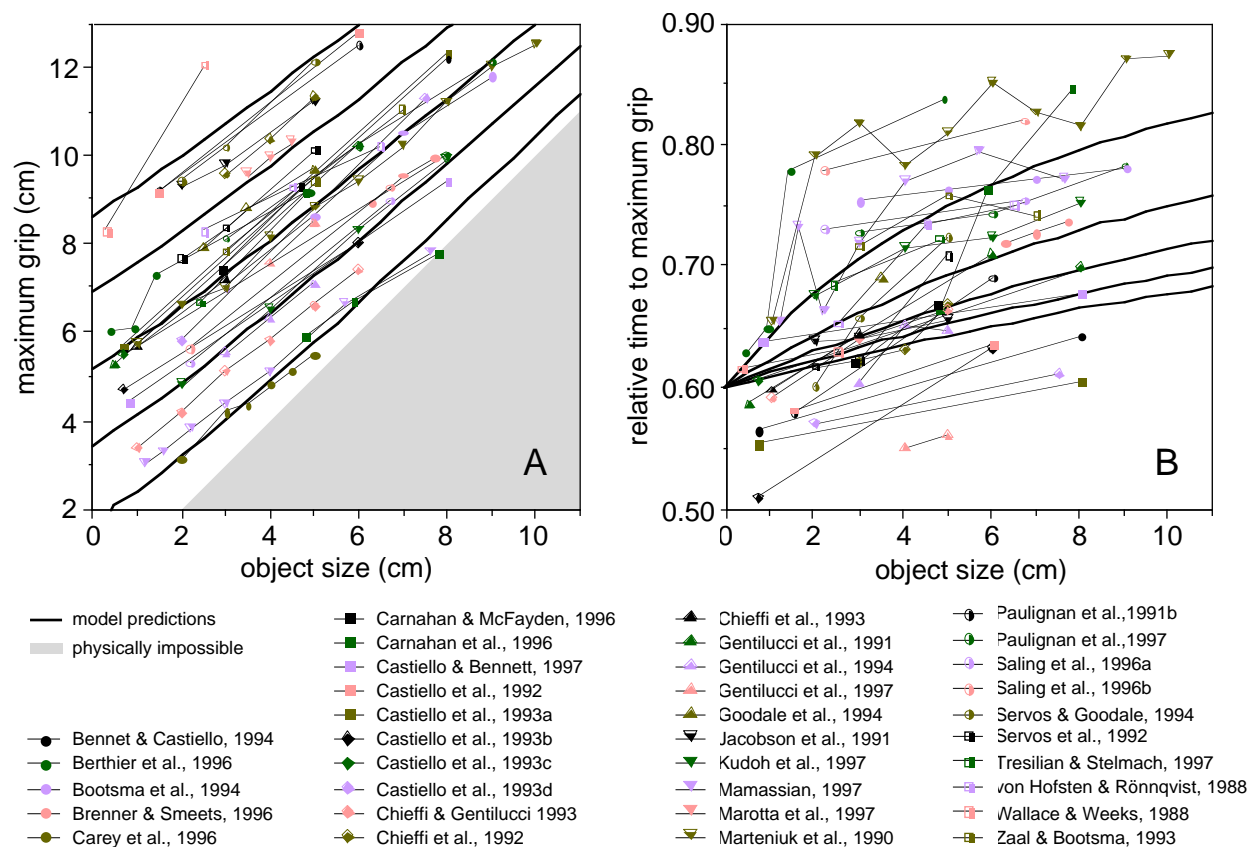 12
10
8
6
4
2
0
2
4
6
8
10
maximum grip (cm)
object size (cm)
A
0.90
0.80
0.70
0.60
0.50
0
2
4
6
8
10
relative time to maximum grip
object size (cm)
B
model predictions
physically impossible
Bennet & Castiello, 1994
Berthier et al., 1996
Bootsma et al., 1994
Brenner & Smeets, 1996
Carey et al., 1996
Carnahan & McFayden, 1996
Carnahan et al., 1996
Castiello & Bennett, 1997
Castiello et al., 1992
Castiello et al., 1993a
Castiello et al., 1993b
Castiello et al., 1993c
Castiello et al., 1993d
Chieffi & Gentilucci 1993
Chieffi et al., 1992
Chieffi et al., 1993
Gentilucci et al., 1991
Gentilucci et al., 1994
Gentilucci et al., 1997
Goodale et al., 1994
Jacobson et al., 1991
Kudoh et al., 1997
Mamassian, 1997
Marotta et al., 1997
Marteniuk et al., 1990
Paulignan et al.,1991b
Paulignan et al.,1997
Saling et al., 1996a
Saling et al., 1996b
Servos & Goodale, 1994
Servos et al., 1992
Tresilian & Stelmach, 1997
von Hofsten & Rönnqvist, 1988
Wallace & Weeks, 1988
Zaal & Bootsma, 1993